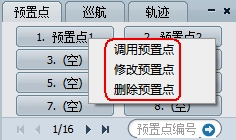 预置点 巡航 轨迹
1. 预置点1 2. 预置点2
调用预置点
3. (空)
修改预置点
5. (空)
删除预置点
7. (空) 8. (空)
1/16 预置点编号